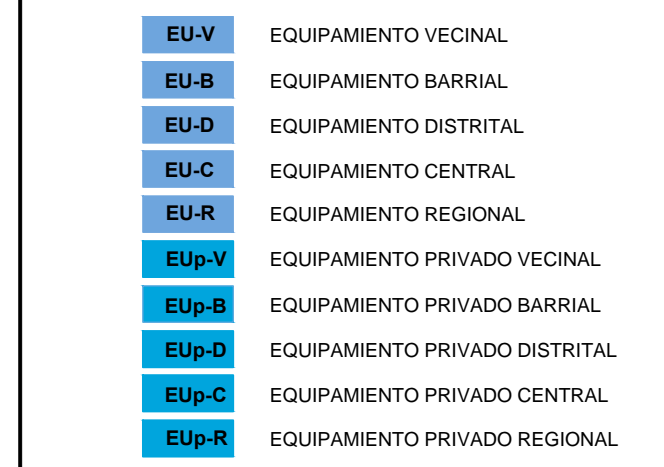 EU-V EQUIPAMIENTO VECINAL
EU-B EQUIPAMIENTO BARRIAL
EU-D EQUIPAMIENTO DISTRITAL
EU-C EQUIPAMIENTO CENTRAL
EU-R EQUIPAMIENTO REGIONAL
EUp-V EQUIPAMIENTO PRIVADO VECINAL
EUp-B EQUIPAMIENTO PRIVADO BARRIAL
EUp-D EQUIPAMIENTO PRIVADO DISTRITAL
EUp-C EQUIPAMIENTO PRIVADO CENTRAL
EUp-R EQUIPAMIENTO PRIVADO REGIONAL